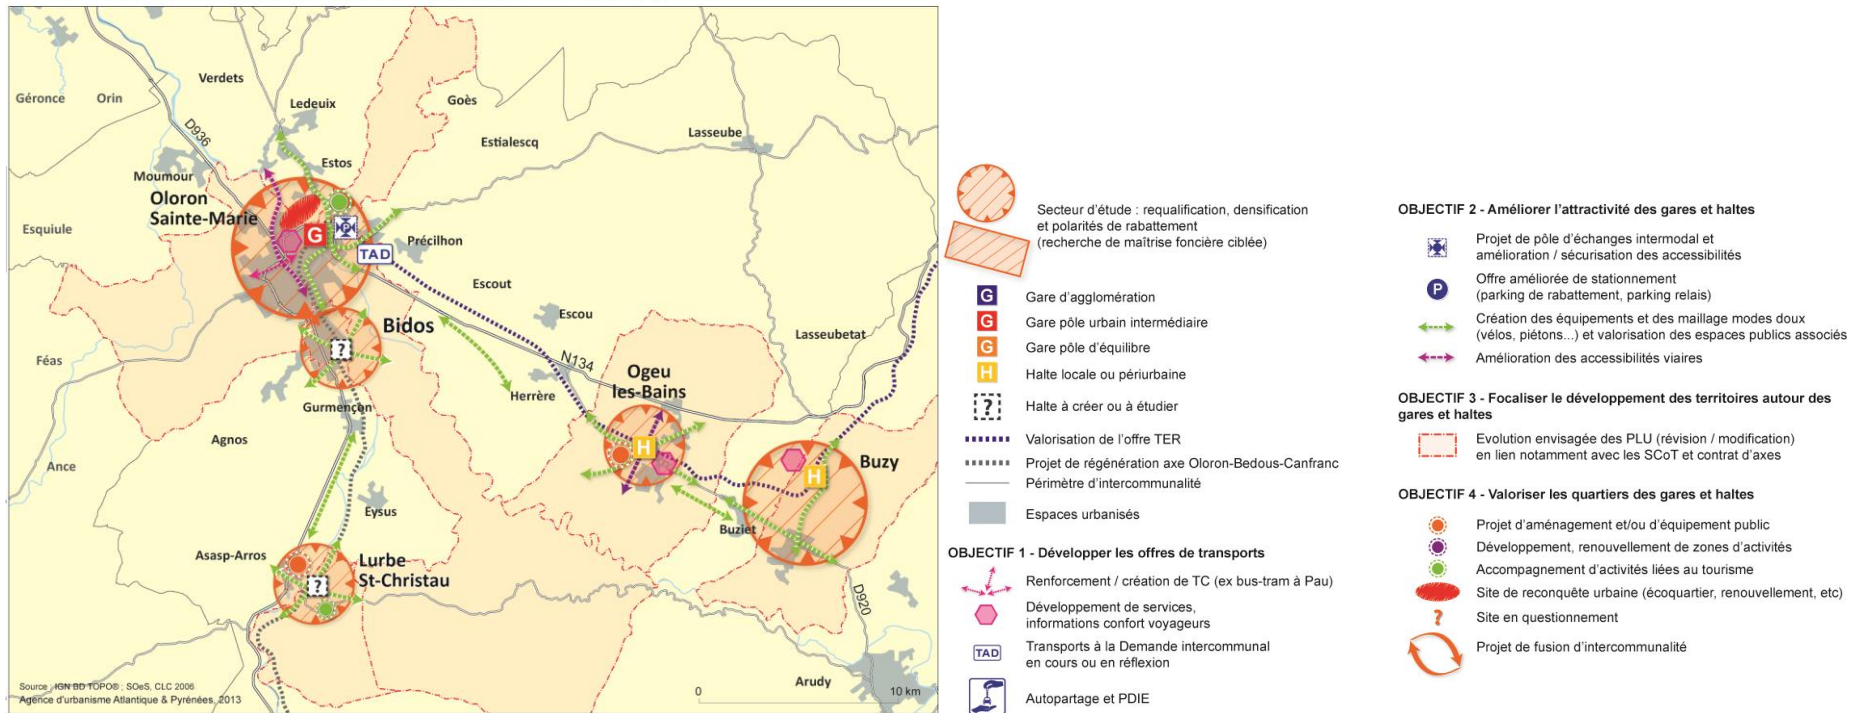 Verdets
Géronce
Orin
Ledeuix
Goès
D936
Estialescq
Lasseube
Estos
Moumour
Oloron
Sainte-Marie
P
G
Esquiule
Précilhon
TAD
Escout
Escou
Bidos
Lasseubetat
?
Féas
N134
Ogeu
les-Bains
Herrère
Gurmençon
Agnos
H
Buzy
H
Ance
Eysus
Buziet
Asasp-Arros
Lurbe
St-Christau
?
D920
Arudy
Source : IGN BD TOPO® ; SOeS, CLC 2006
Agence d'urbanisme Atlantique & Pyrénées, 2013
0
10 km
Secteur d'étude : requalification, densification
et polarités de rabattement
(recherche de maîtrise foncière ciblée)
G Gare d'agglomération
G Gare pôle urbain intermédiaire
G Gare pôle d'équilibre
H Halte locale ou périurbaine
? Halte à créer ou à étudier
Valorisation de l'offre TER
Projet de régénération axe Oloron-Bedous-Canfranc
Périmètre d'intercommunalité
Espaces urbanisés
OBJECTIF 1 - Développer les offres de transports
Renforcement / création de TC (ex bus-tram à Pau)
Développement de services,
informations confort voyageurs
TAD Transports à la Demande intercommunal
en cours ou en réflexion
Autopartage et PDIE
OBJECTIF 2 - Améliorer l'attractivité des gares et haltes
Projet de pôle d'échanges intermodal et
amélioration / sécurisation des accessibilités
P Offre améliorée de stationnement
(parking de rabattement, parking relais)
Création des équipements et des maillage modes doux
(vélos, piétons...) et valorisation des espaces publics associés
Amélioration des accessibilités viaires
OBJECTIF 3 - Focaliser le développement des territoires autour des
gares et haltes
Evolution envisagée des PLU (révision / modification)
en lien notamment avec les SCoT et contrat d'axes
OBJECTIF 4 - Valoriser les quartiers des gares et haltes
Projet d'aménagement et/ou d'équipement public
Développement, renouvellement de zones d'activités
Accompagnement d'activités liées au tourisme
Site de reconquête urbaine (écoquartier, renouvellement, etc)
? Site en questionnement
Projet de fusion d'intercommunalité